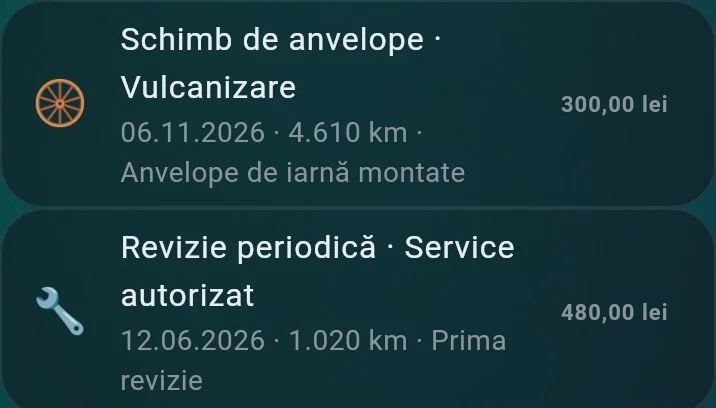 Schimb de anvelope ·
Vulcanizare
300,00 lei
06.11.2026 · 4.610 km ·
Anvelope de iarnă montate
Revizie periodică · Service
autorizat
480,00 lei
12.06.2026 · 1.020 km · Prima
revizie